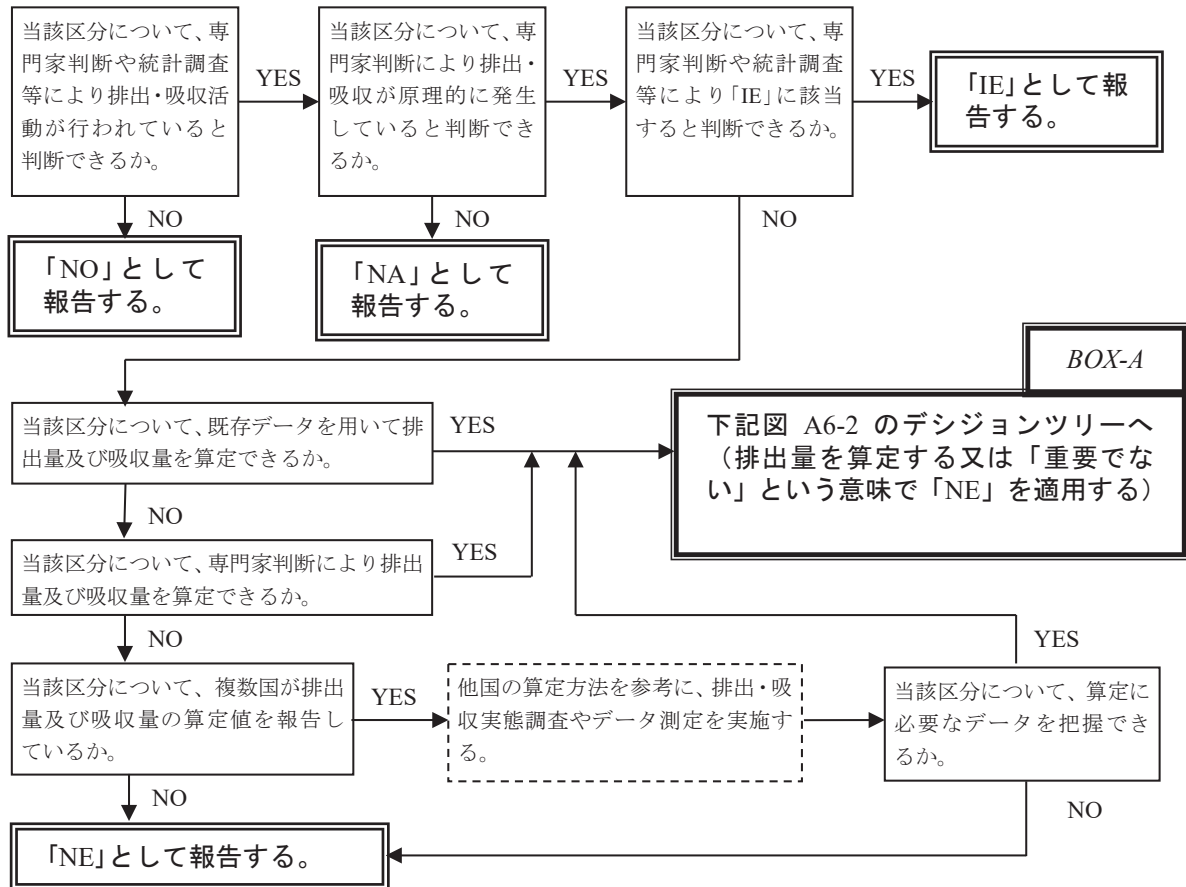 当該区分について、専
門家判断や統計調査
等により排出・吸収活
動が行われていると
判断できるか。
YES
当該区分について、専
門家判断により排出・
吸収が原理的に発生
していると判断でき
るか。
YES
当該区分について、専
門家判断や統計調査
等により「IE」に該当
すると判断できるか。
YES
「IE」として報
告する。
NO
NO
NO
「NO」として
報告する。
「NA」として
報告する。
BOX-A
下記図 A6-2 のデシジョンツリーへ
（排出量を算定する又は「重要でな
い」という意味で「NE」を適用する）
当該区分について、既存データを用いて排
出量及び吸収量を算定できるか。
YES
NO
当該区分について、専門家判断により排出
量及び吸収量を算定できるか。
YES
NO
当該区分について、複数国が排出
量及び吸収量の算定値を報告し
ているか。
YES
他国の算定方法を参考に、排出・吸
収実態調査やデータ測定を実施す
る。
YES
当該区分について、算定に
必要なデータを把握でき
るか。
NO
NO
「NE」として報告する。